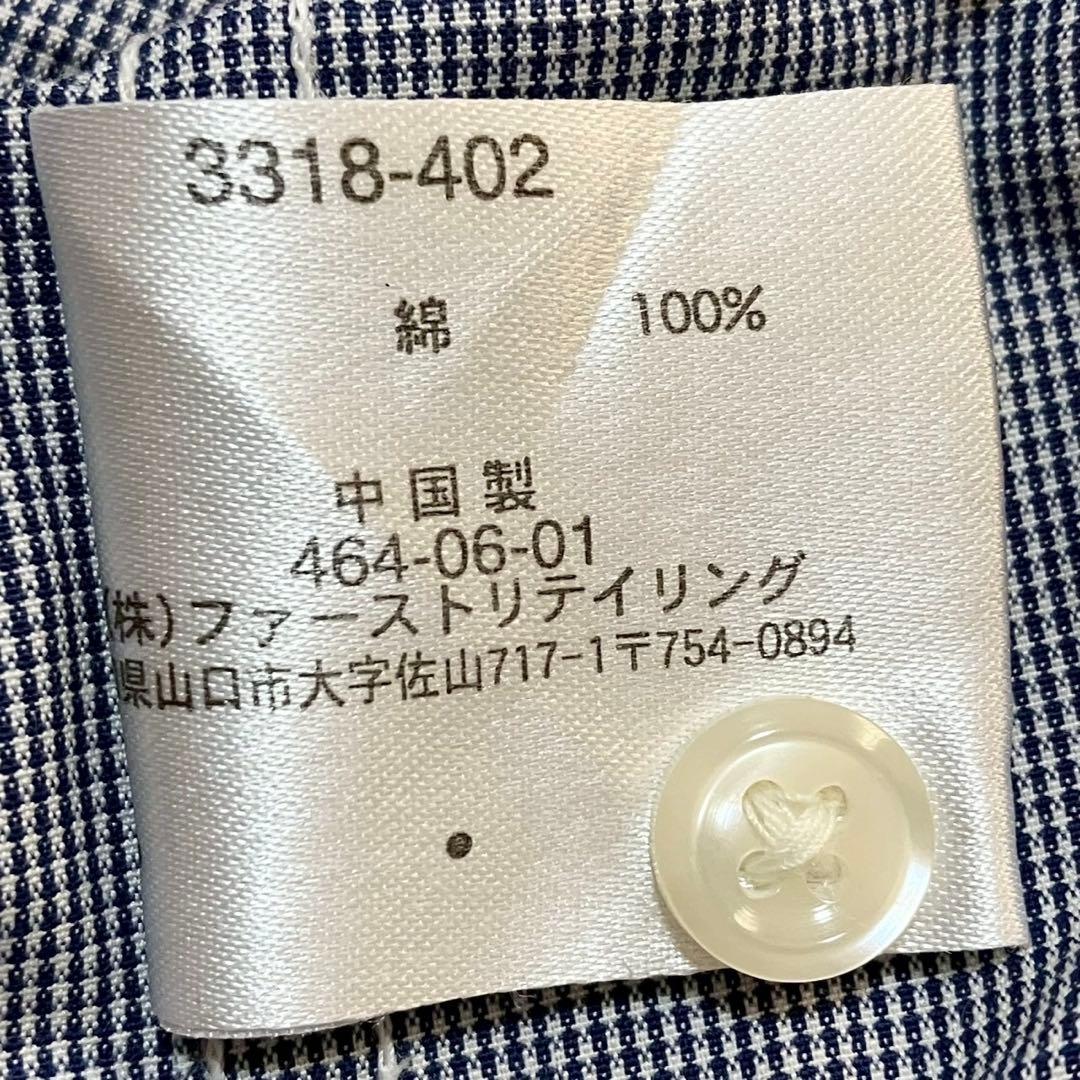 3318-402
綿 100%
中国製
464-06-01
(株)ファーストリテイリング
県山口市大字佐山717-1〒754-0894